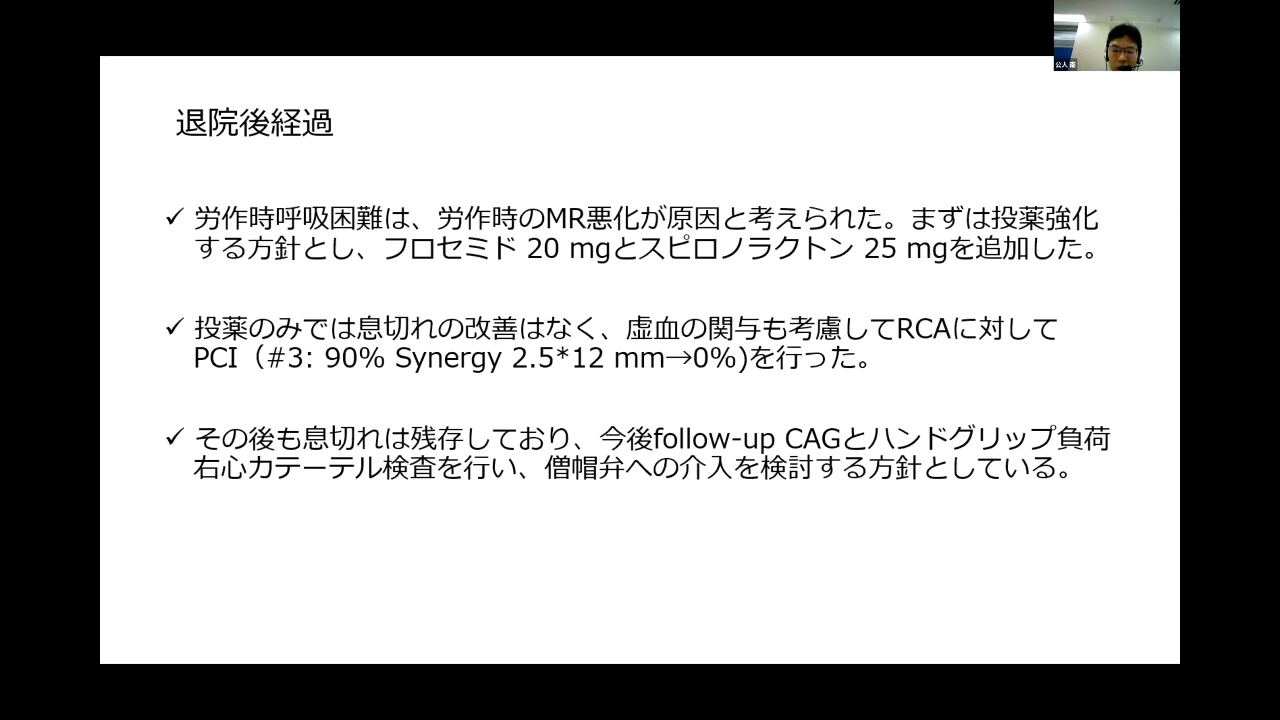 退院後経過
✓ 労作時呼吸困難は、労作時のMR悪化が原因と考えられた。まずは投薬強化
する方針とし、フロセミド 20 mgとスピロノラクトン 25 mgを追加した。
✓ 投薬のみでは息切れの改善はなく、虚血の関与も考慮してRCAに対して
PCI（#3: 90% Synergy 2.5*12 mm→0%)を行った。
✓ その後も息切れは残存しており、今後follow-up CAGとハンドグリップ負荷
右心カテーテル検査を行い、僧帽弁への介入を検討する方針としている。
公人